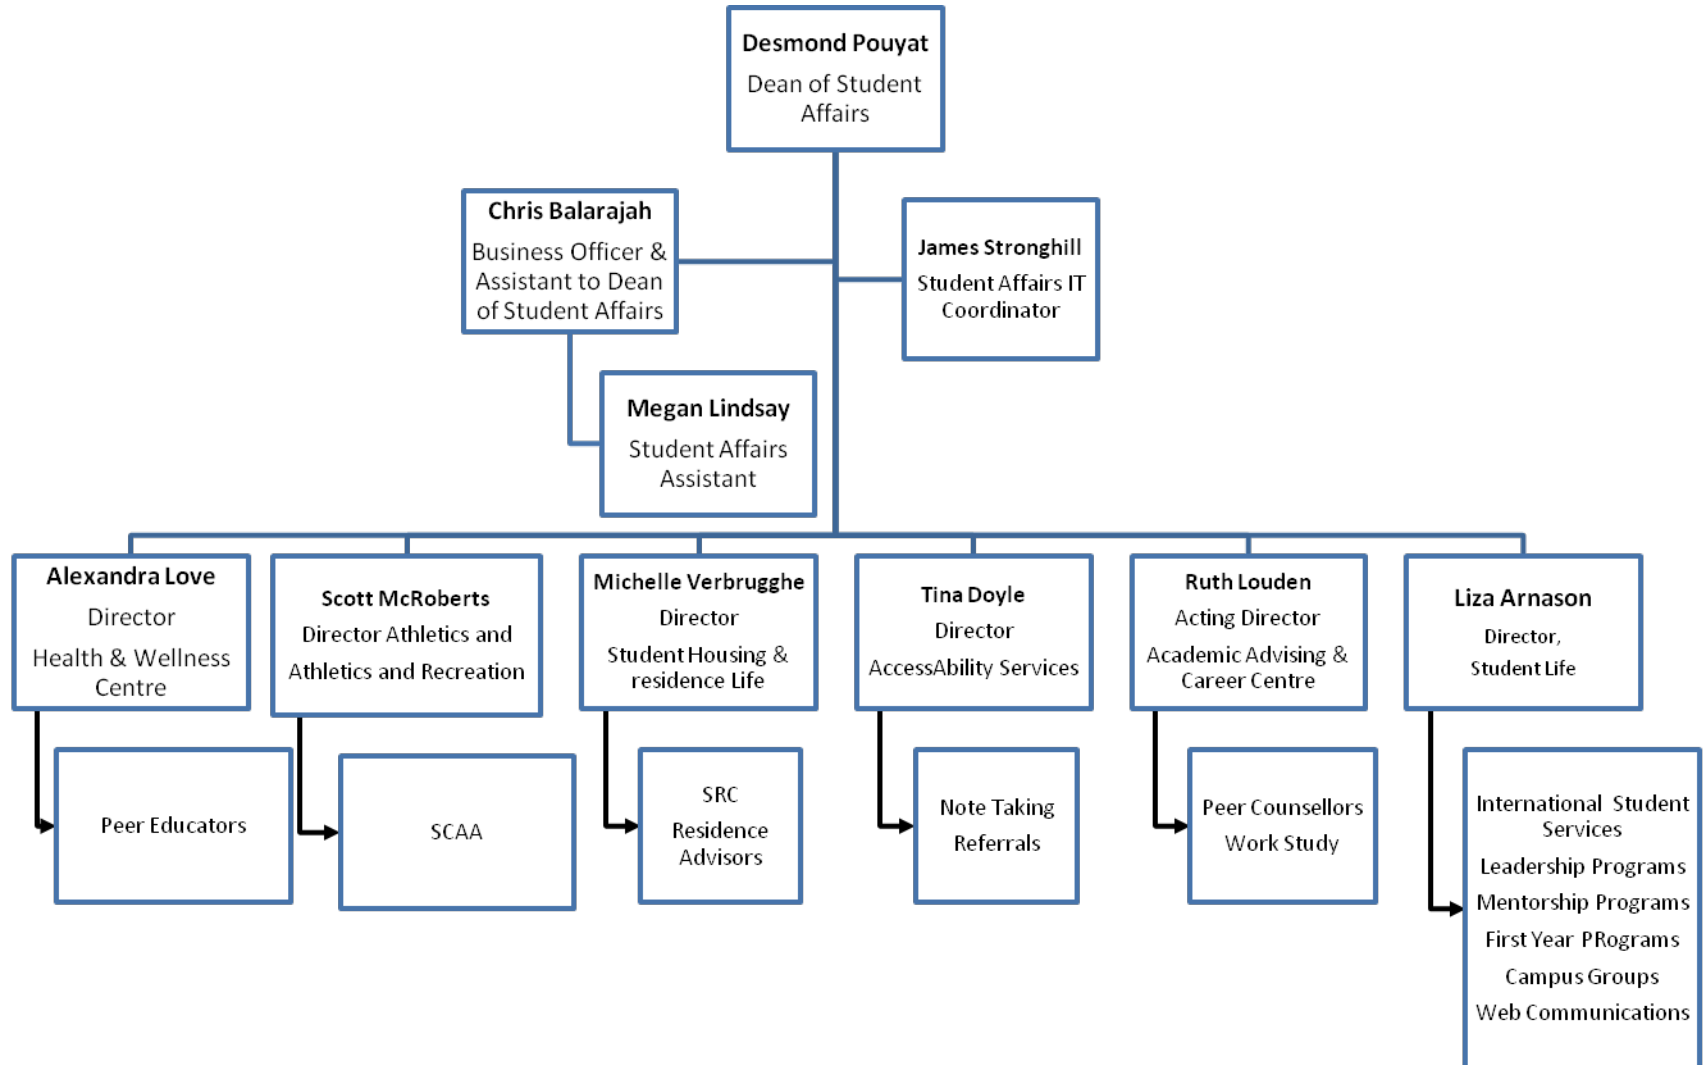 Desmond Pouyat
Dean of Student
Affairs
Chris Balarajah
Business Officer &
Assistant to Dean
of Student Affairs
James Stronghill
Student Affairs IT
Coordinator
Megan Lindsay
Student Affairs
Assistant
Alexandra Love
Director
Health & Wellness
Centre
Scott McRoberts
Director Athletics and
Athletics and Recreation
Michelle Verbrugghe
Director
Student Housing &
residence Life
Tina Doyle
Director
AccessAbility Services
Ruth Louden
Acting Director
Academic Advising &
Career Centre
Liza Arnason
Director,
Student Life
Peer Educators
SCAA
SRC
Residence
Advisors
Note Taking
Referrals
Peer Counsellors
Work Study
International Student
Services
Leadership Programs
Mentorship Programs
First Year PRograms
Campus Groups
Web Communications